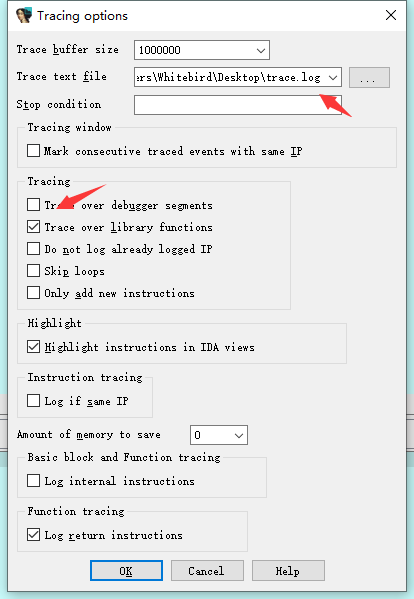 Tracing options
Trace buffer size 1000000
Trace text file ers\Whitebird\Desktop\trace.log ...
Stop condition
Tracing window
Mark consecutive traced events with same IP
Tracing
Trace over debugger segments
Trace over library functions
Do not log already logged IP
Skip loops
Only add new instructions
Highlight
Highlight instructions in IDA views
Instruction tracing
Log if same IP
Amount of memory to save 0
Basic block and Function tracing
Log internal instructions
Function tracing
Log return instructions
OK Cancel Help